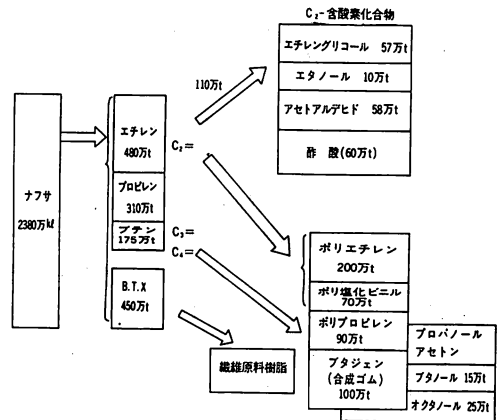 C₂-含酸素化合物
エチレングリコール 57万t
エタノール 10万t
アセトアルデヒド 58万t
酢 酸(60万t)
110万t
ナフサ
2380万kℓ
エチレン
480万t
C₂=
プロピレン
310万t
ブテン
175万t
C₃=
C₄=
B.T.X
450万t
繊維原料樹脂
ポリエチレン
200万t
ポリ塩化ビニル
70万t
ポリプロピレン
90万t
ブタジェン
(合成ゴム)
100万t
プロパノール
アセトン
ブタノール 15万t
オクタノール 25万t